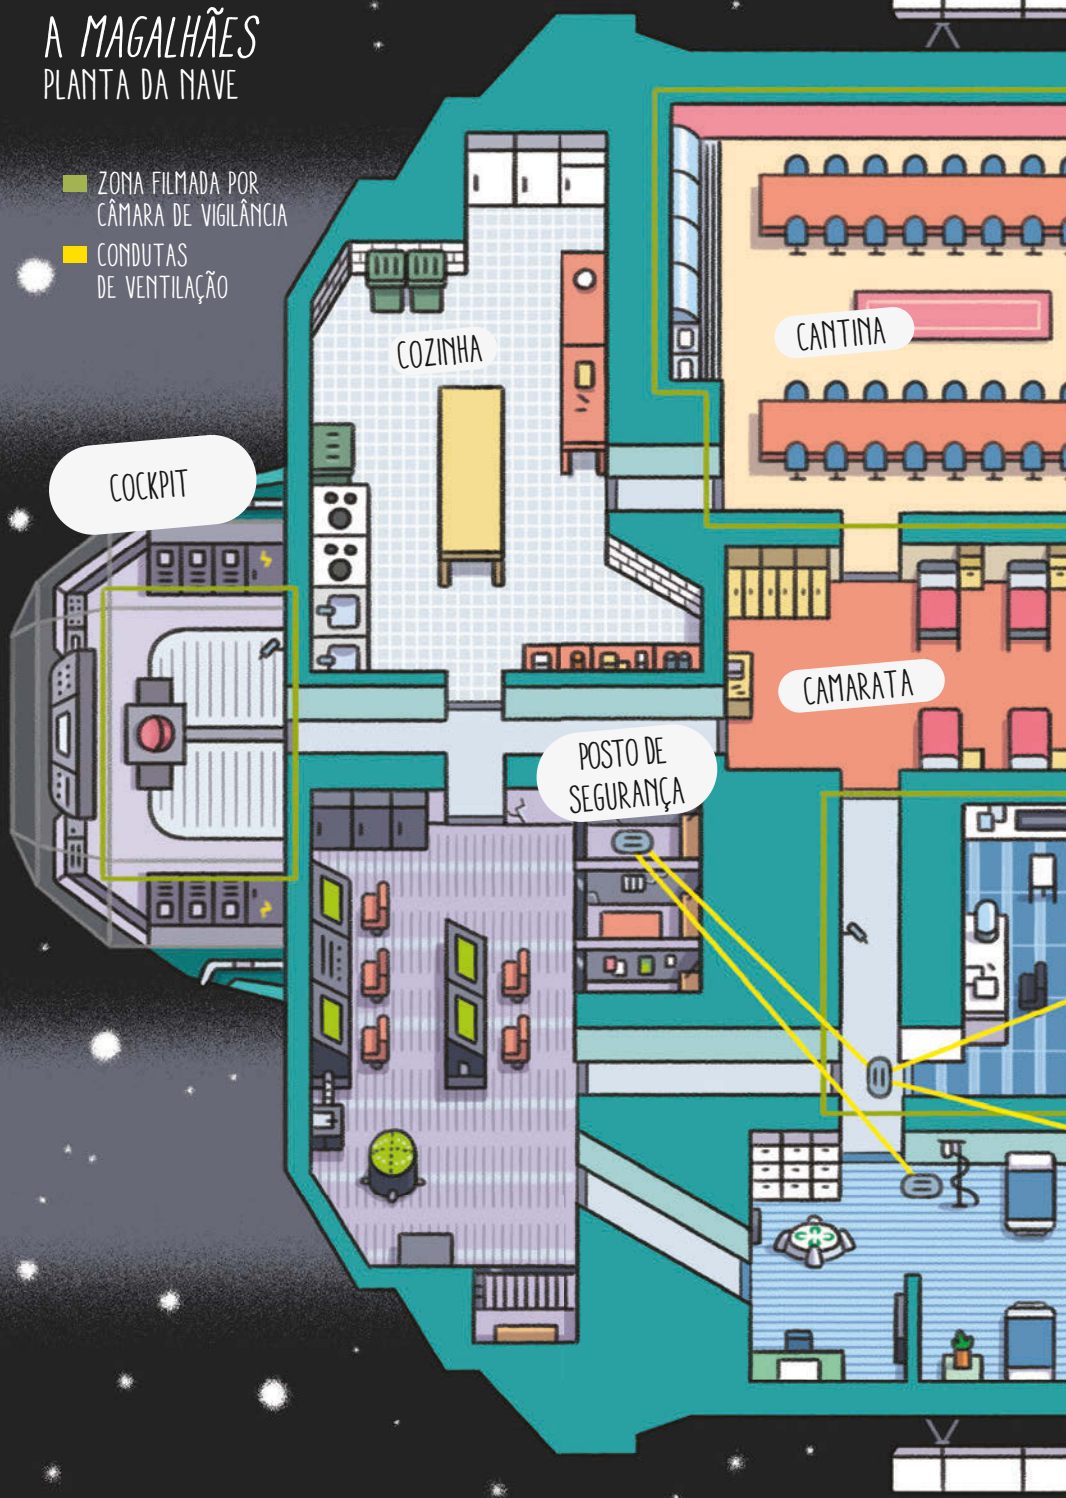 A MAGALHÃES
PLANTA DA NAVE
ZONA FILMADA POR
CÂMARA DE VIGILÂNCIA
CONDUTAS
DE VENTILAÇÃO
COZINHA
CANTINA
COCKPIT
CAMARATA
POSTO DE
SEGURANÇA